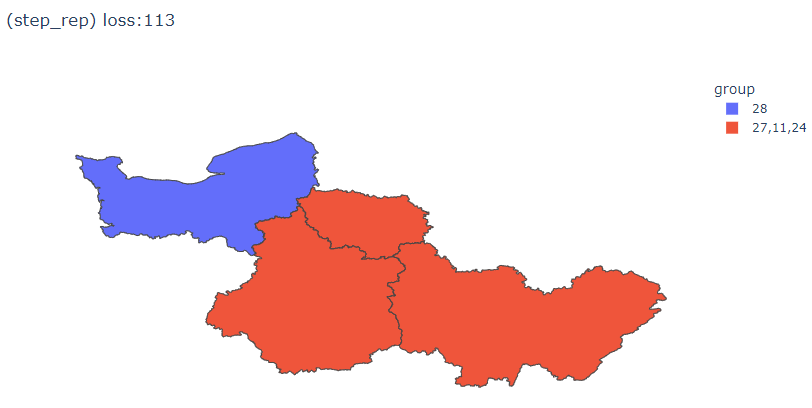 (step_rep) loss:113
group
28
27,11,24